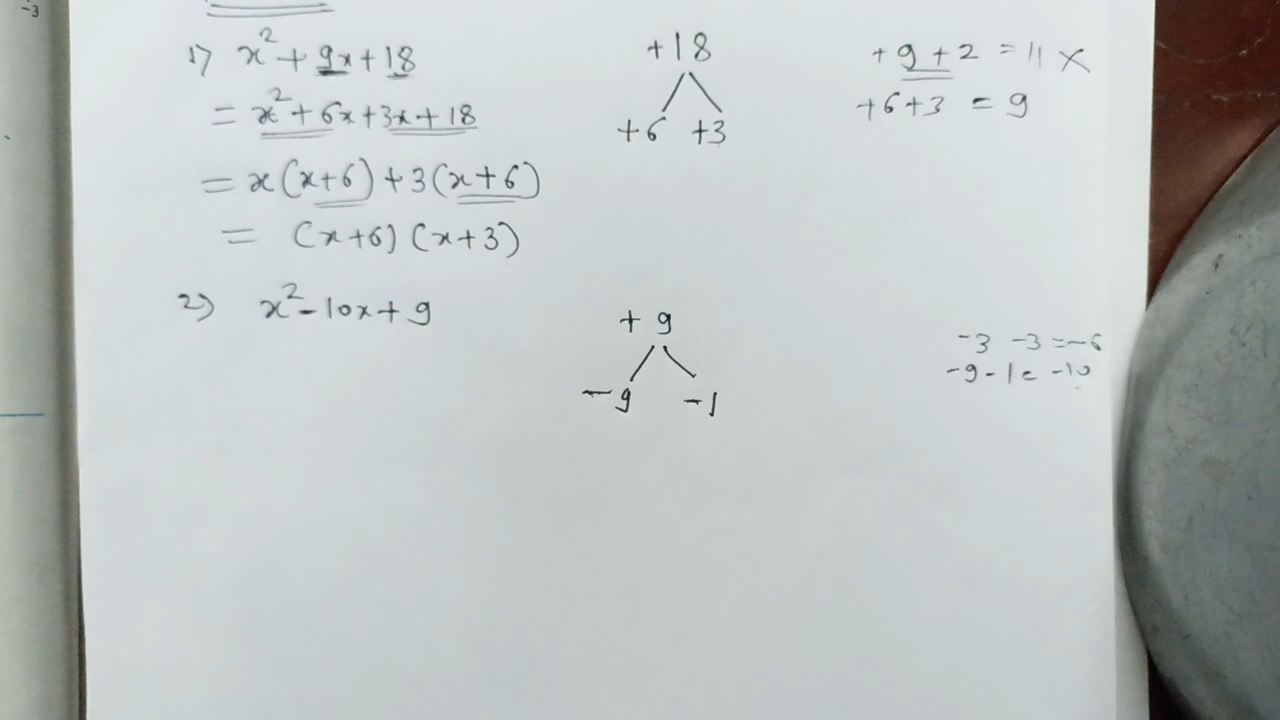 -3
1) x² + 9x + 18
= x² + 6x + 3x + 18
= x(x+6) + 3(x+6)
= (x+6) (x+3)
+18
+6 +3
+9+2 = 11 ×
+6+3 = 9
2) x² - 10x + 9
+9
-9 -1
-3 -3 = -6
-9 - 1 = -10